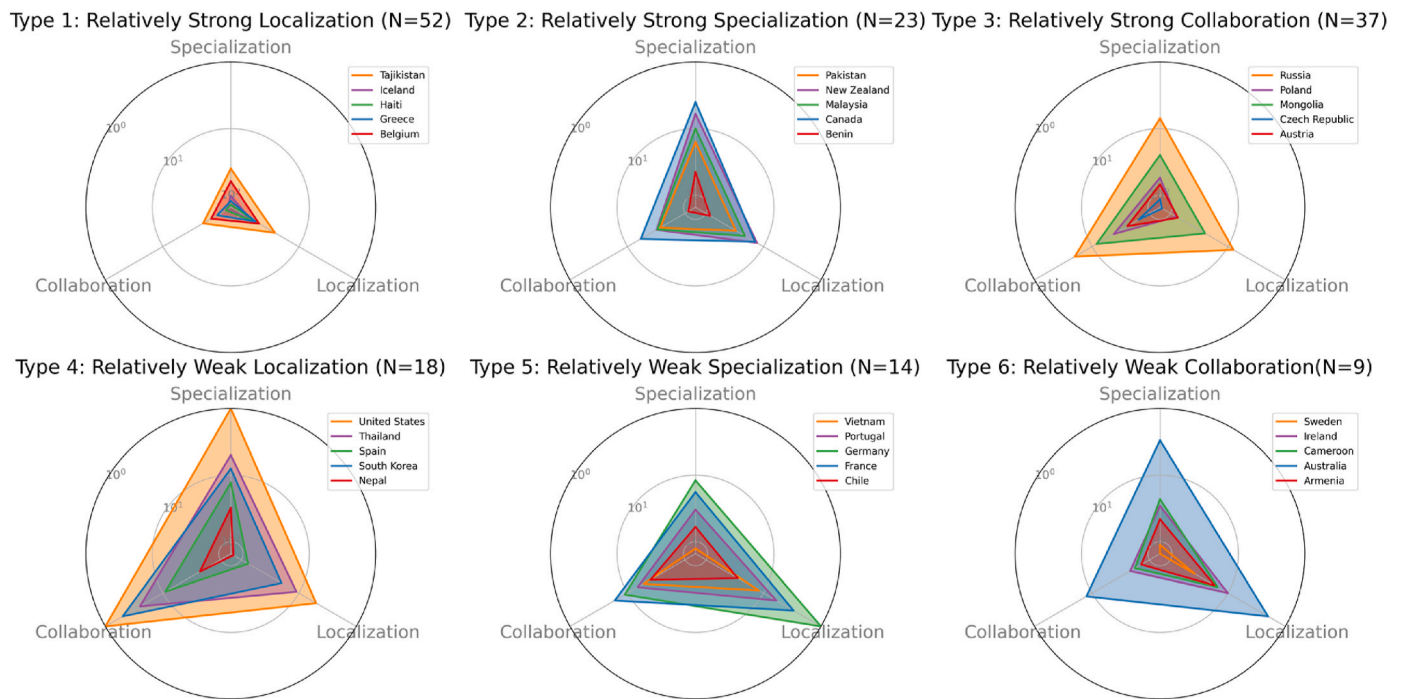 Type 1: Relatively Strong Localization (N=52)
Specialization
Tajikistan
Iceland
Haiti
Greece
Belgium
10⁰
10¹
Collaboration
Localization
Type 2: Relatively Strong Specialization (N=23)
Specialization
Pakistan
New Zealand
Malaysia
Canada
Benin
10⁰
10¹
Collaboration
Localization
Type 3: Relatively Strong Collaboration (N=37)
Specialization
Russia
Poland
Mongolia
Czech Republic
Austria
10⁰
10¹
Collaboration
Localization
Type 4: Relatively Weak Localization (N=18)
Specialization
United States
Thailand
Spain
South Korea
Nepal
10⁰
10¹
Collaboration
Localization
Type 5: Relatively Weak Specialization (N=14)
Specialization
Vietnam
Portugal
Germany
France
Chile
10⁰
10¹
Collaboration
Localization
Type 6: Relatively Weak Collaboration(N=9)
Specialization
Sweden
Ireland
Cameroon
Australia
Armenia
10⁰
10¹
Collaboration
Localization